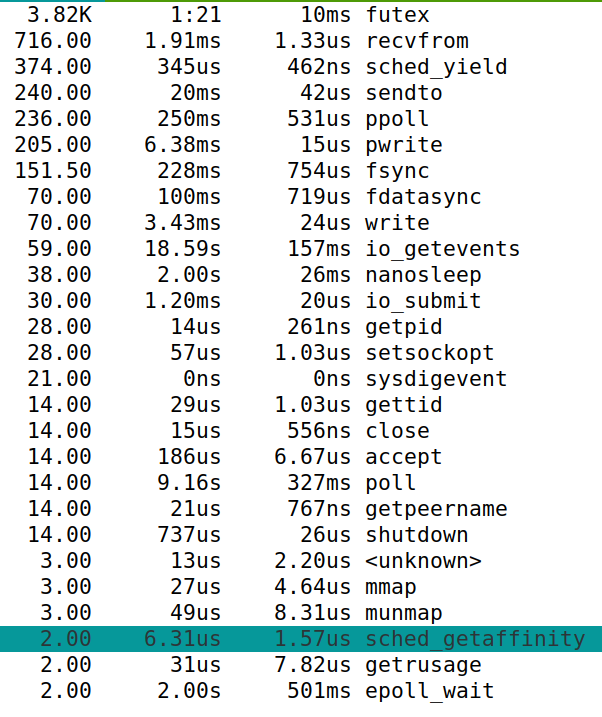 3.82K 1:21 10ms futex
716.00 1.91ms 1.33us recvfrom
374.00 345us 462ns sched_yield
240.00 20ms 42us sendto
236.00 250ms 531us ppoll
205.00 6.38ms 15us pwrite
151.50 228ms 754us fsync
70.00 100ms 719us fdatasync
70.00 3.43ms 24us write
59.00 18.59s 157ms io_getevents
38.00 2.00s 26ms nanosleep
30.00 1.20ms 20us io_submit
28.00 14us 261ns getpid
28.00 57us 1.03us setsockopt
21.00 0ns 0ns sysdigevent
14.00 29us 1.03us gettid
14.00 15us 556ns close
14.00 186us 6.67us accept
14.00 9.16s 327ms poll
14.00 21us 767ns getpeername
14.00 737us 26us shutdown
3.00 13us 2.20us <unknown>
3.00 27us 4.64us mmap
3.00 49us 8.31us munmap
2.00 6.31us 1.57us sched_getaffinity
2.00 31us 7.82us getrusage
2.00 2.00s 501ms epoll_wait